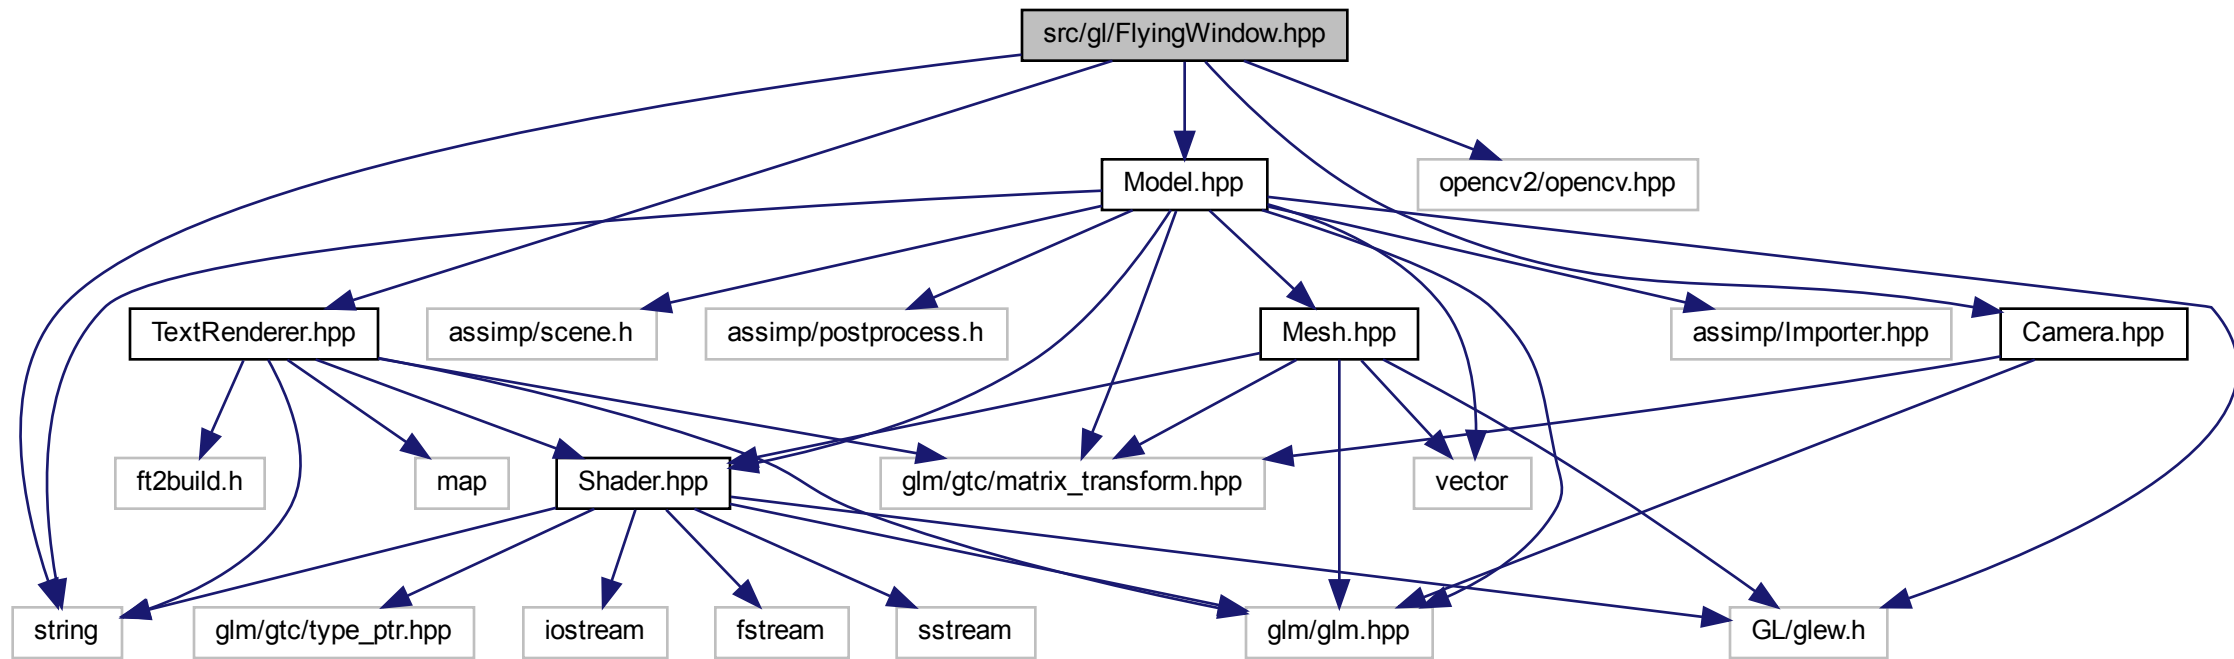 src/gl/FlyingWindow.hpp
Model.hpp
opencv2/opencv.hpp
TextRenderer.hpp
assimp/scene.h
assimp/postprocess.h
Mesh.hpp
assimp/Importer.hpp
Camera.hpp
ft2build.h
map
Shader.hpp
glm/gtc/matrix_transform.hpp
vector
string
glm/gtc/type_ptr.hpp
iostream
fstream
sstream
glm/glm.hpp
GL/glew.h